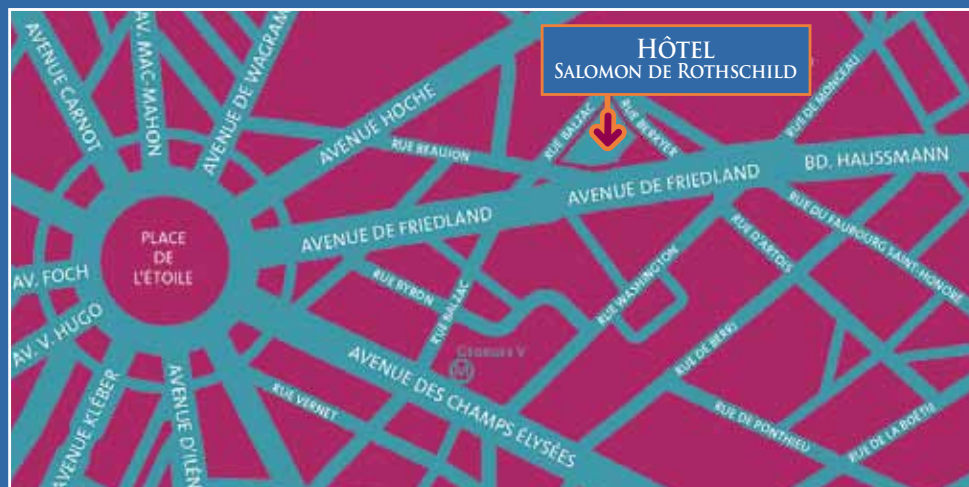 HÔTEL
SALOMON DE ROTHSCHILD
AVENUE CARNOT
AV. MAC-MAHON
AVENUE DE WAGRAM
AVENUE HOCHE
RUE BEAUJON
RUE BALZAC
RUE BERRYER
RUE DE MONCEAU
BD. HAUSSMANN
AVENUE DE FRIEDLAND
AVENUE DE FRIEDLAND
PLACE
DE
L'ÉTOILE
AV. FOCH
AV. V. HUGO
AVENUE KLÉBER
AVENUE D'IÉN
RUE BYRON
RUE BALZAC
RUE WASHINGTON
RUE D'ARTOIS
RUE DU FAUBOURG SAINT-HONORÉ
GEORGES V
M
AVENUE DES CHAMPS ÉLYSÉES
RUE VERNET
RUE DE BERRI
RUE DE PONTHIEU
RUE DE LA BOÉTIE